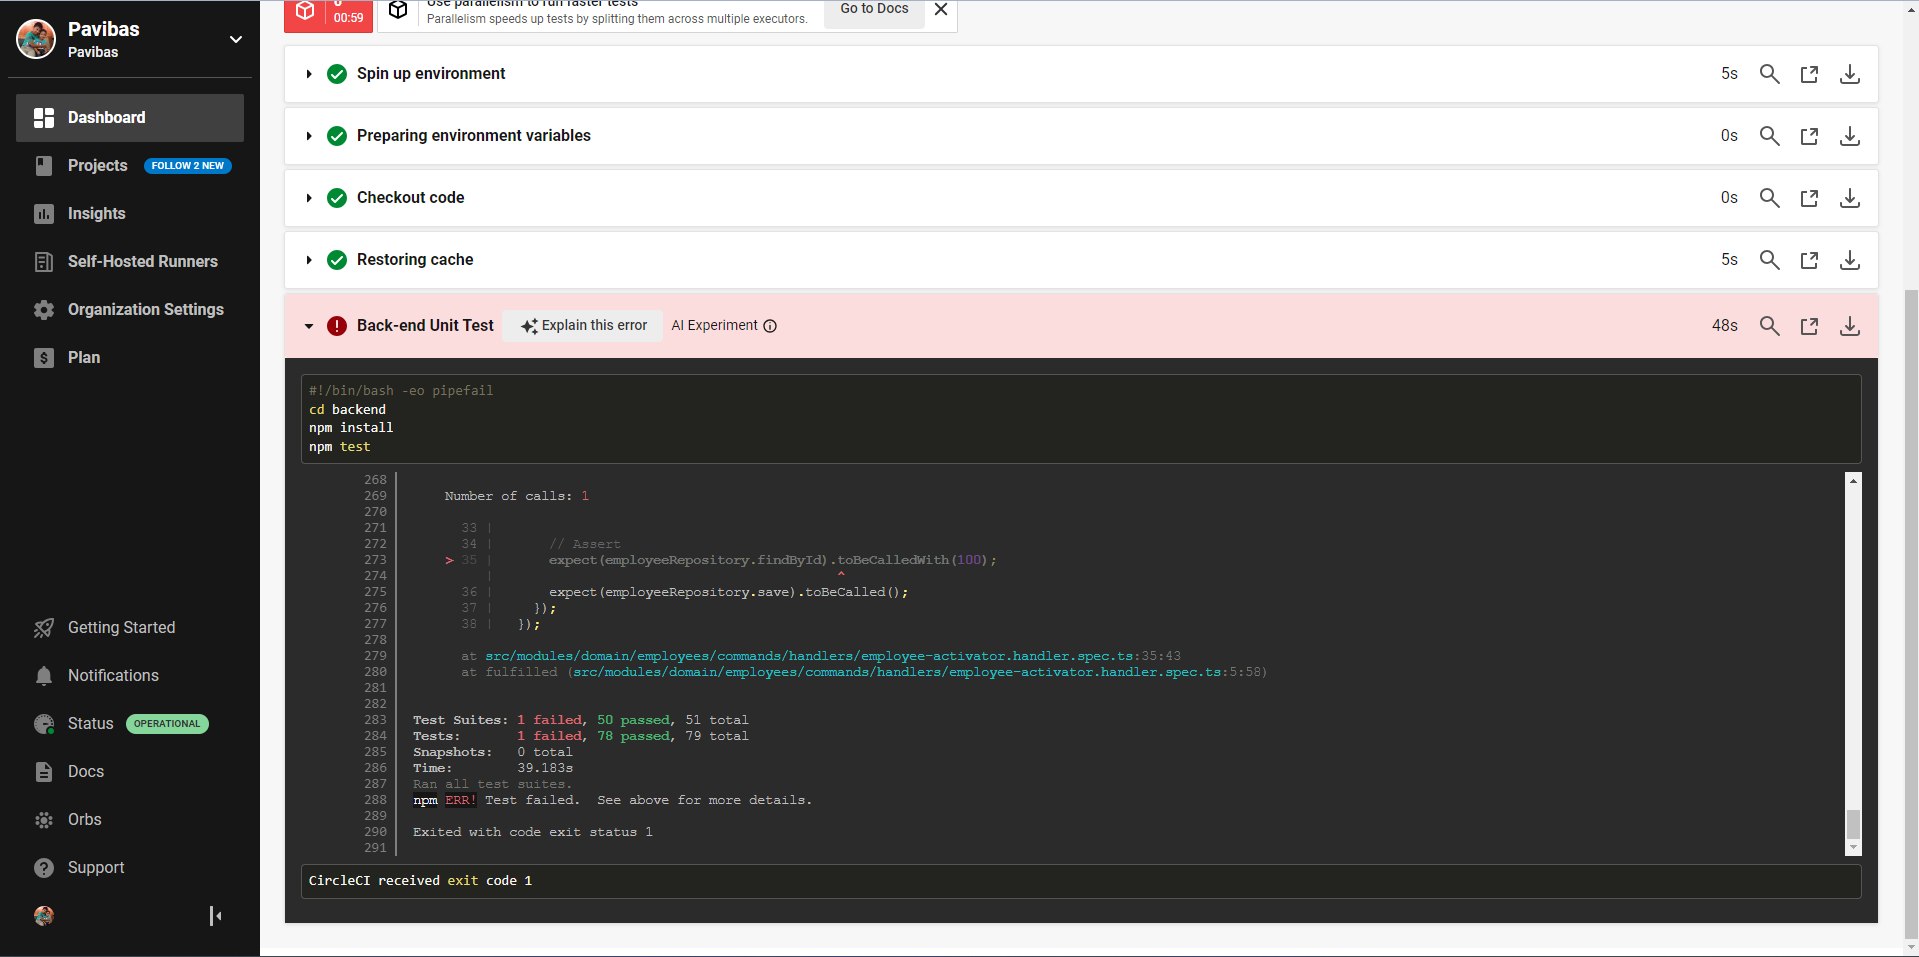 Pavibas
Pavibas
Dashboard
Projects FOLLOW 2 NEW
Insights
Self-Hosted Runners
Organization Settings
Plan
Getting Started
Notifications
Status OPERATIONAL
Docs
Orbs
Support
00:59
Use parallelism to run faster tests
Parallelism speeds up tests by splitting them across multiple executors.
Go to Docs
Spin up environment 5s
Preparing environment variables 0s
Checkout code 0s
Restoring cache 5s
Back-end Unit Test Explain this error AI Experiment 48s
#!/bin/bash -eo pipefail
cd backend
npm install
npm test
268
269 Number of calls: 1
270
271 33 |
272 34 | // Assert
273 > 35 | expect(employeeRepository.findById).toBeCalledWith(100);
274 | ^
275 36 | expect(employeeRepository.save).toBeCalled();
276 37 | });
277 38 | });
278
279 at src/modules/domain/employees/commands/handlers/employee-activator.handler.spec.ts:35:43
280 at fulfilled (src/modules/domain/employees/commands/handlers/employee-activator.handler.spec.ts:5:58)
281
282
283 Test Suites: 1 failed, 50 passed, 51 total
284 Tests: 1 failed, 78 passed, 79 total
285 Snapshots: 0 total
286 Time: 39.183s
287 Ran all test suites.
288 npm ERR! Test failed. See above for more details.
289
290 Exited with code exit status 1
291
CircleCI received exit code 1